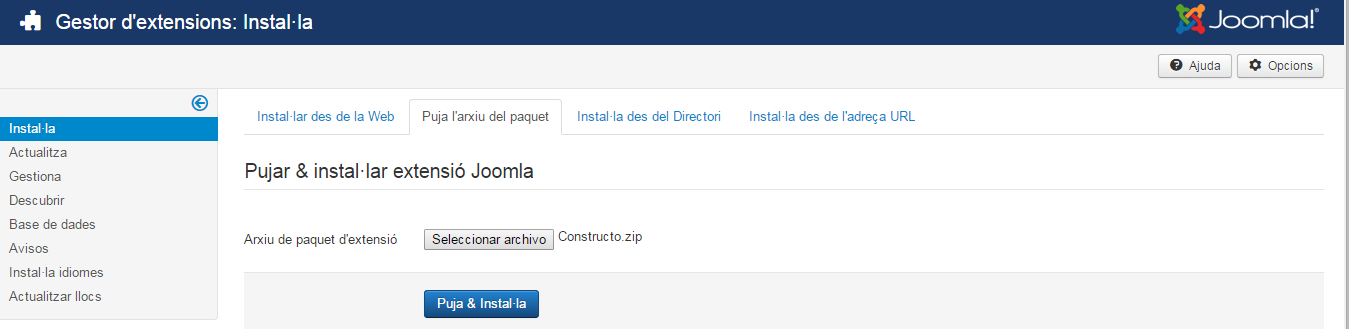 Gestor d'extensions: Instal·la
Joomla!®
Ajuda
Opcions
Instal·la
Actualitza
Gestiona
Descubrir
Base de dades
Avisos
Instal·la idiomes
Actualitzar llocs
Instal·lar des de la Web
Puja l'arxiu del paquet
Instal·la des del Directori
Instal·la des de l'adreça URL
Pujar & instal·lar extensió Joomla
Arxiu de paquet d'extensió
Seleccionar archivo
Constructo.zip
Puja & Instal·la